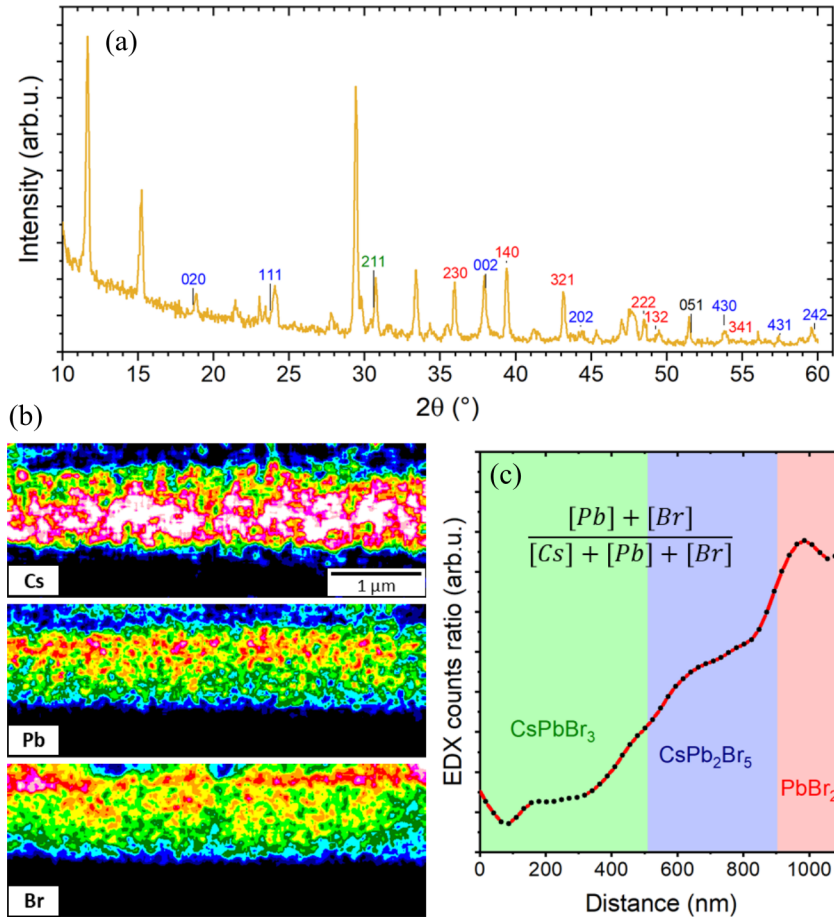 (a)
Intensity (arb.u.)
020
111
211
230
002
140
202
321
222
132
051
430
341
431
242
10 15 20 25 30 35 40 45 50 55 60
2θ (°)
(b)
Cs
1 µm
Pb
Br
(c)
EDX counts ratio (arb.u.)
[Pb] + [Br]
[Cs] + [Pb] + [Br]
CsPbBr₃
CsPb₂Br₅
PbBr₂
0 200 400 600 800 1000
Distance (nm)